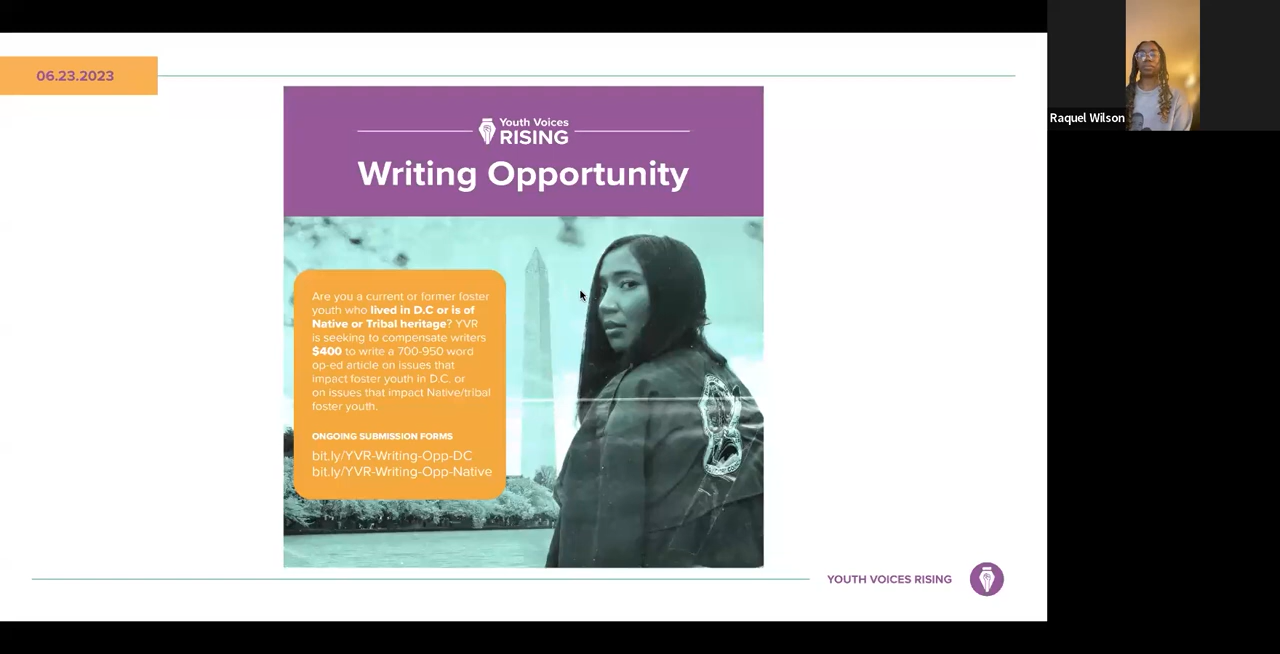 06.23.2023
Youth Voices
RISING
Writing Opportunity
Are you a current or former foster
youth who lived in D.C or is of
Native or Tribal heritage? YVR
is seeking to compensate writers
$400 to write a 700-950 word
op-ed article on issues that
impact foster youth in D.C. or
on issues that impact Native/tribal
foster youth.
ONGOING SUBMISSION FORMS
bit.ly/YVR-Writing-Opp-DC
bit.ly/YVR-Writing-Opp-Native
YOUTH VOICES RISING
Raquel Wilson